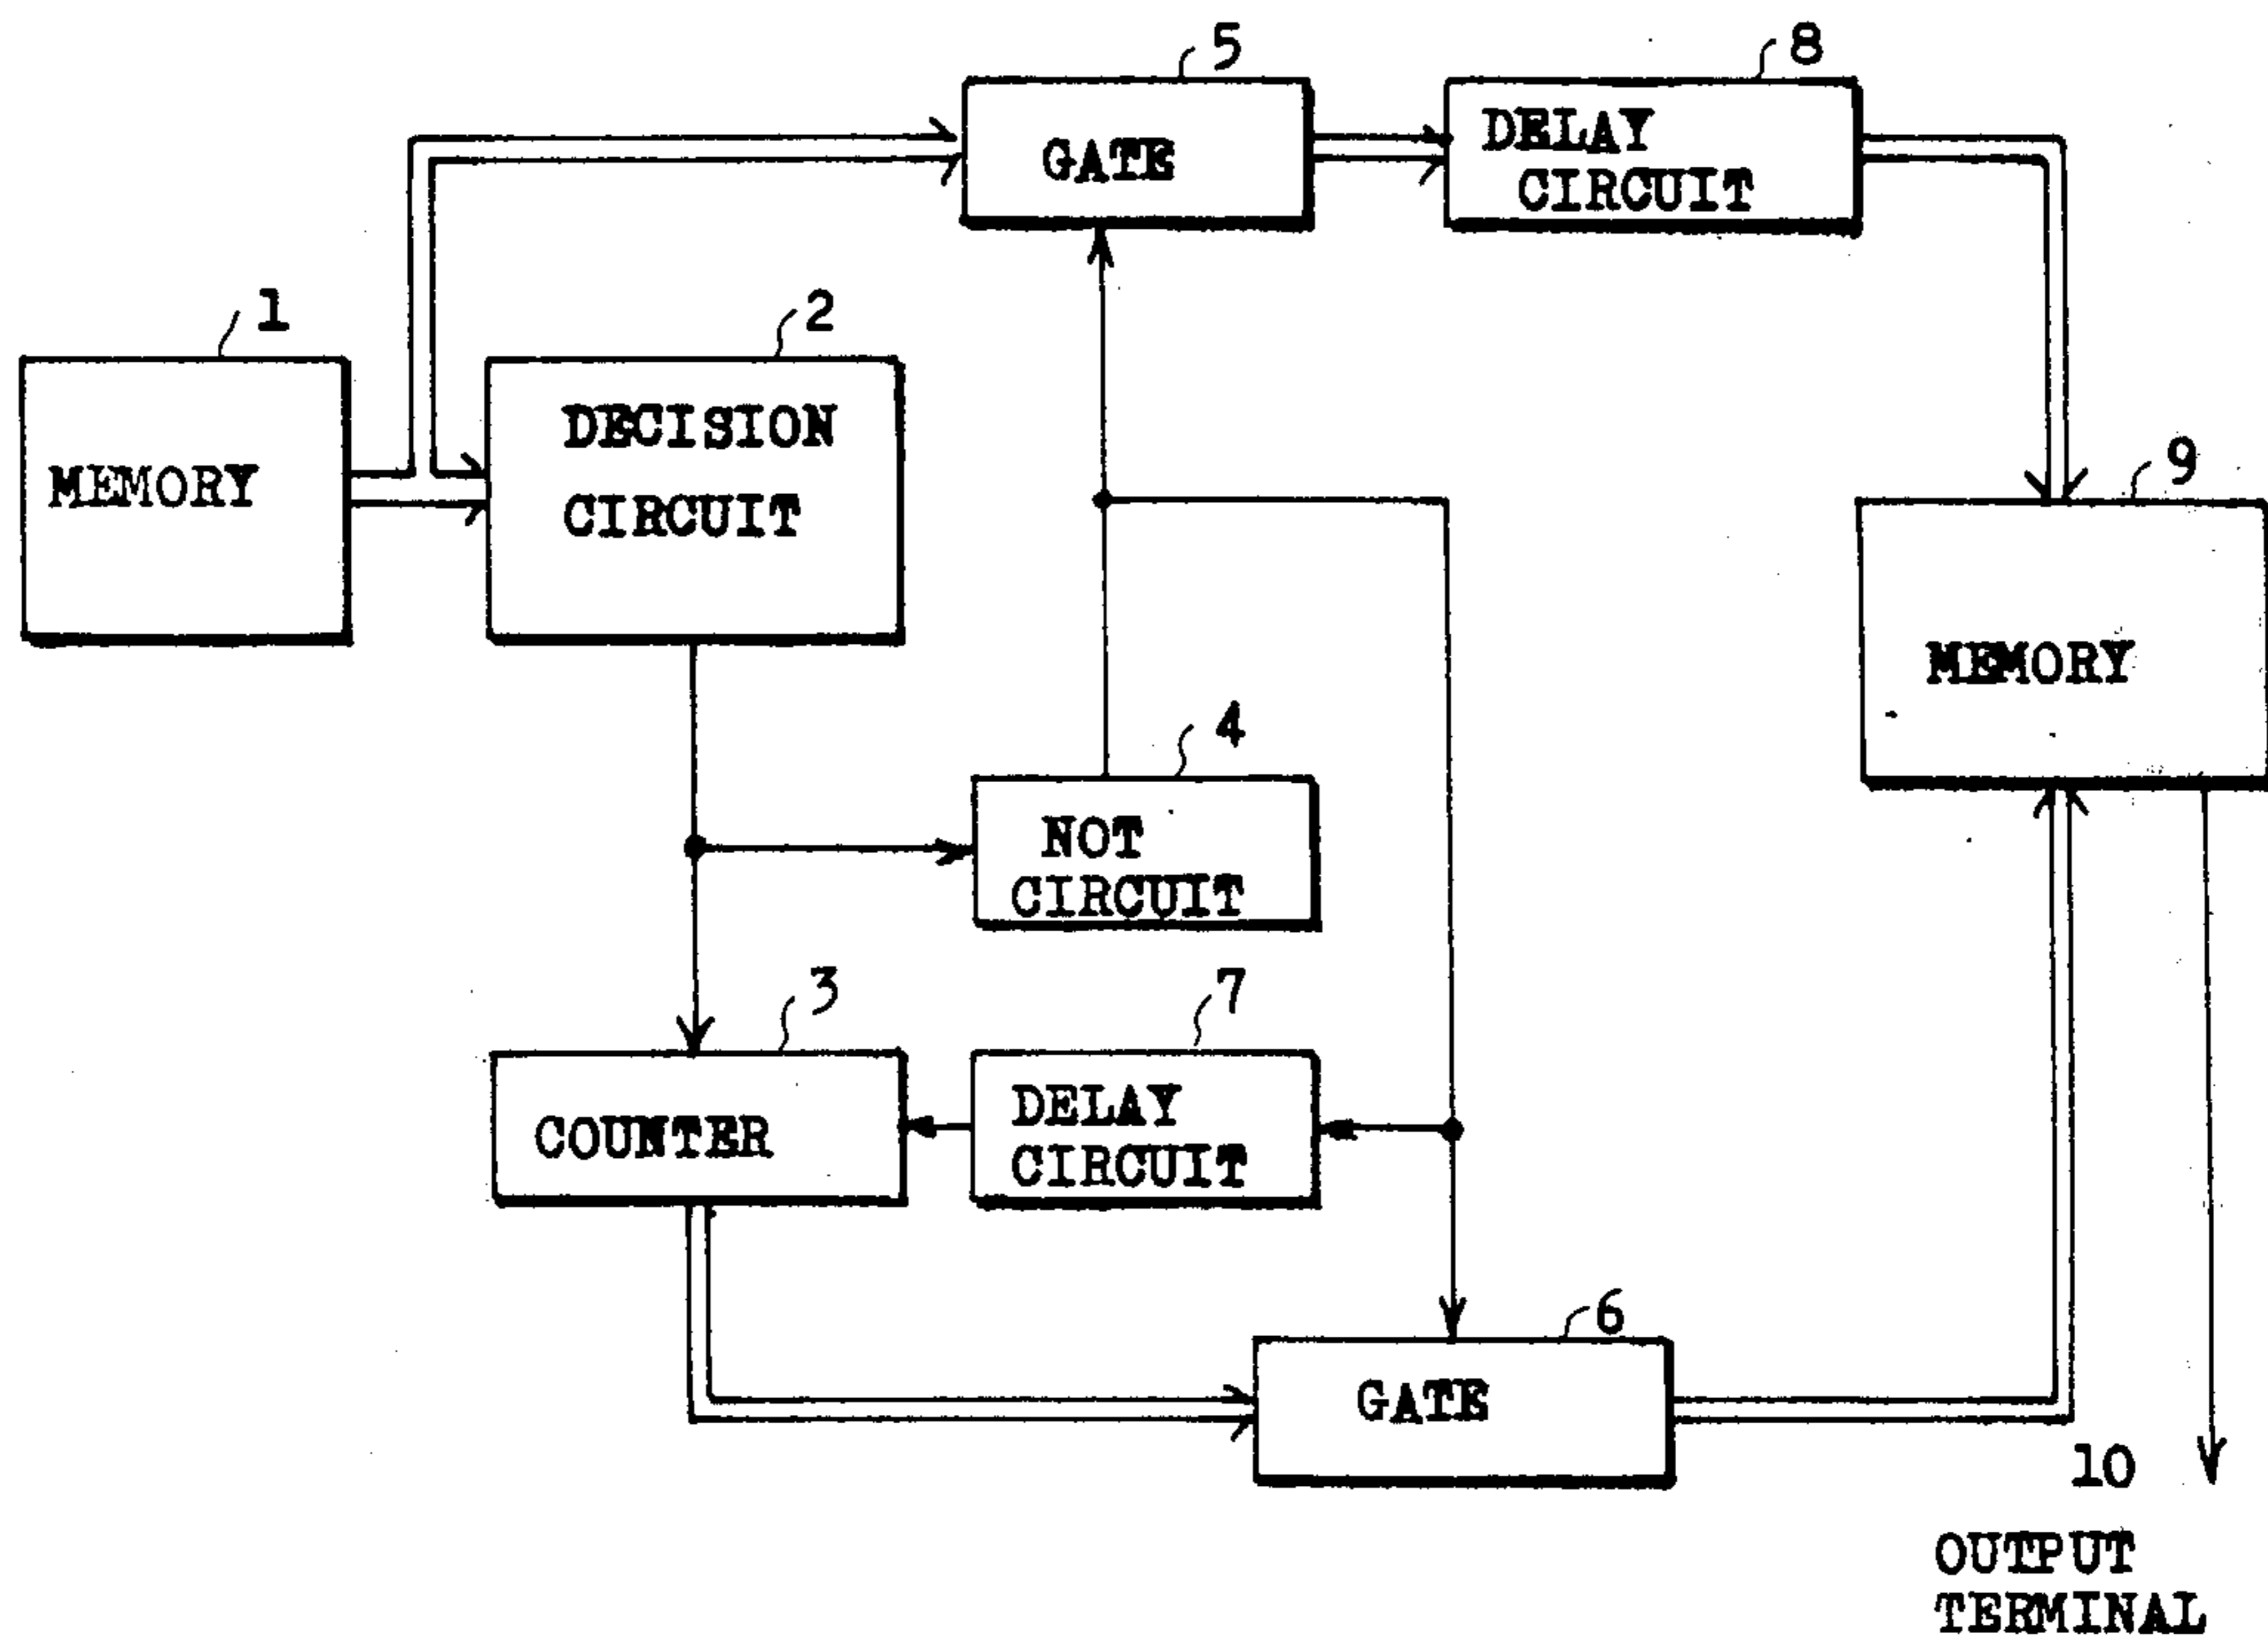 5
GATE
8
DELAY
CIRCUIT
1
MEMORY
2
DECISION
CIRCUIT
9
MEMORY
4
NOT
CIRCUIT
3
COUNTER
7
DELAY
CIRCUIT
6
GATE
10
OUTPUT
TERMINAL